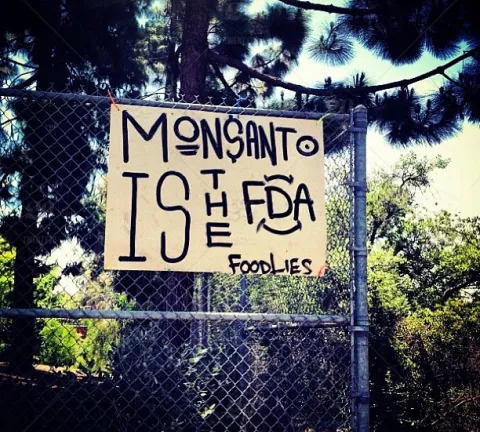 MON$ANTO
IS THE FDA
FOODLIES